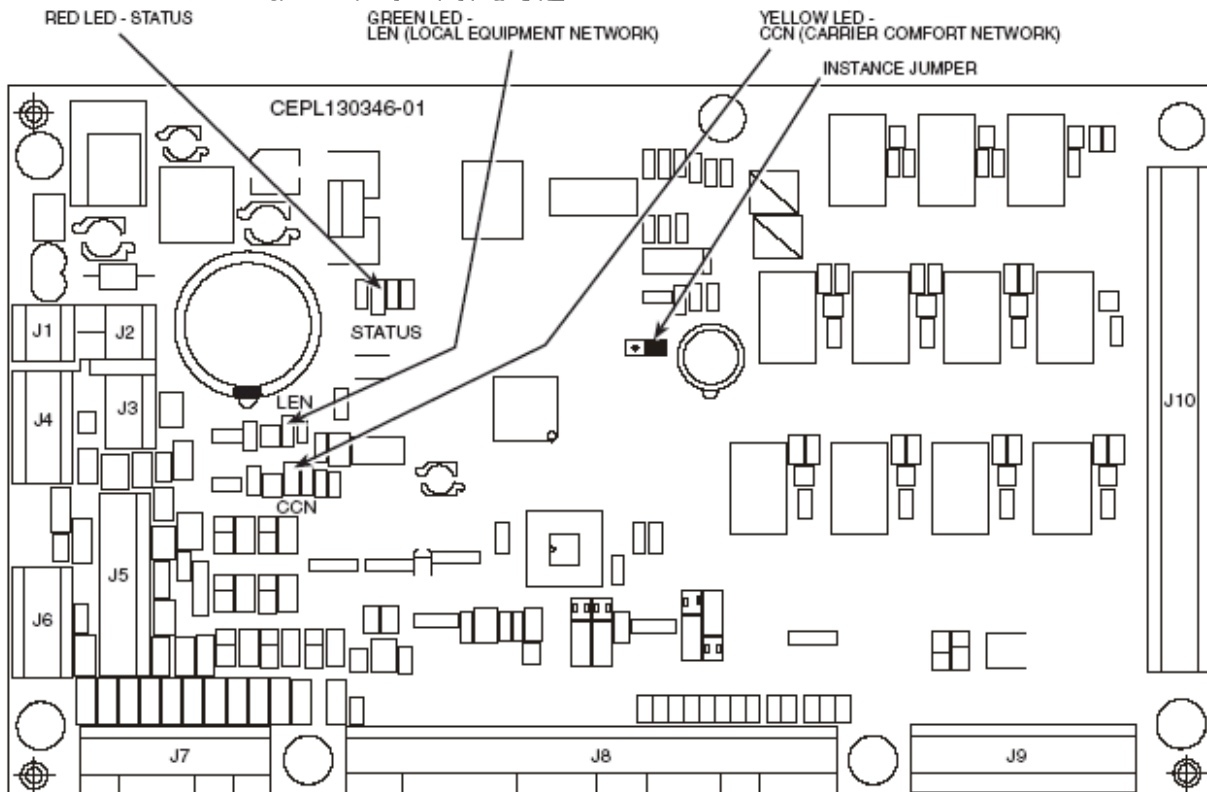 RED LED - STATUS
GREEN LED -
LEN (LOCAL EQUIPMENT NETWORK)
YELLOW LED -
CCN (CARRIER COMFORT NETWORK)
INSTANCE JUMPER
CEPL130346-01
STATUS
J1
J2
LEN
J4
J3
J10
CCN
J5
J6
J7
J8
J9